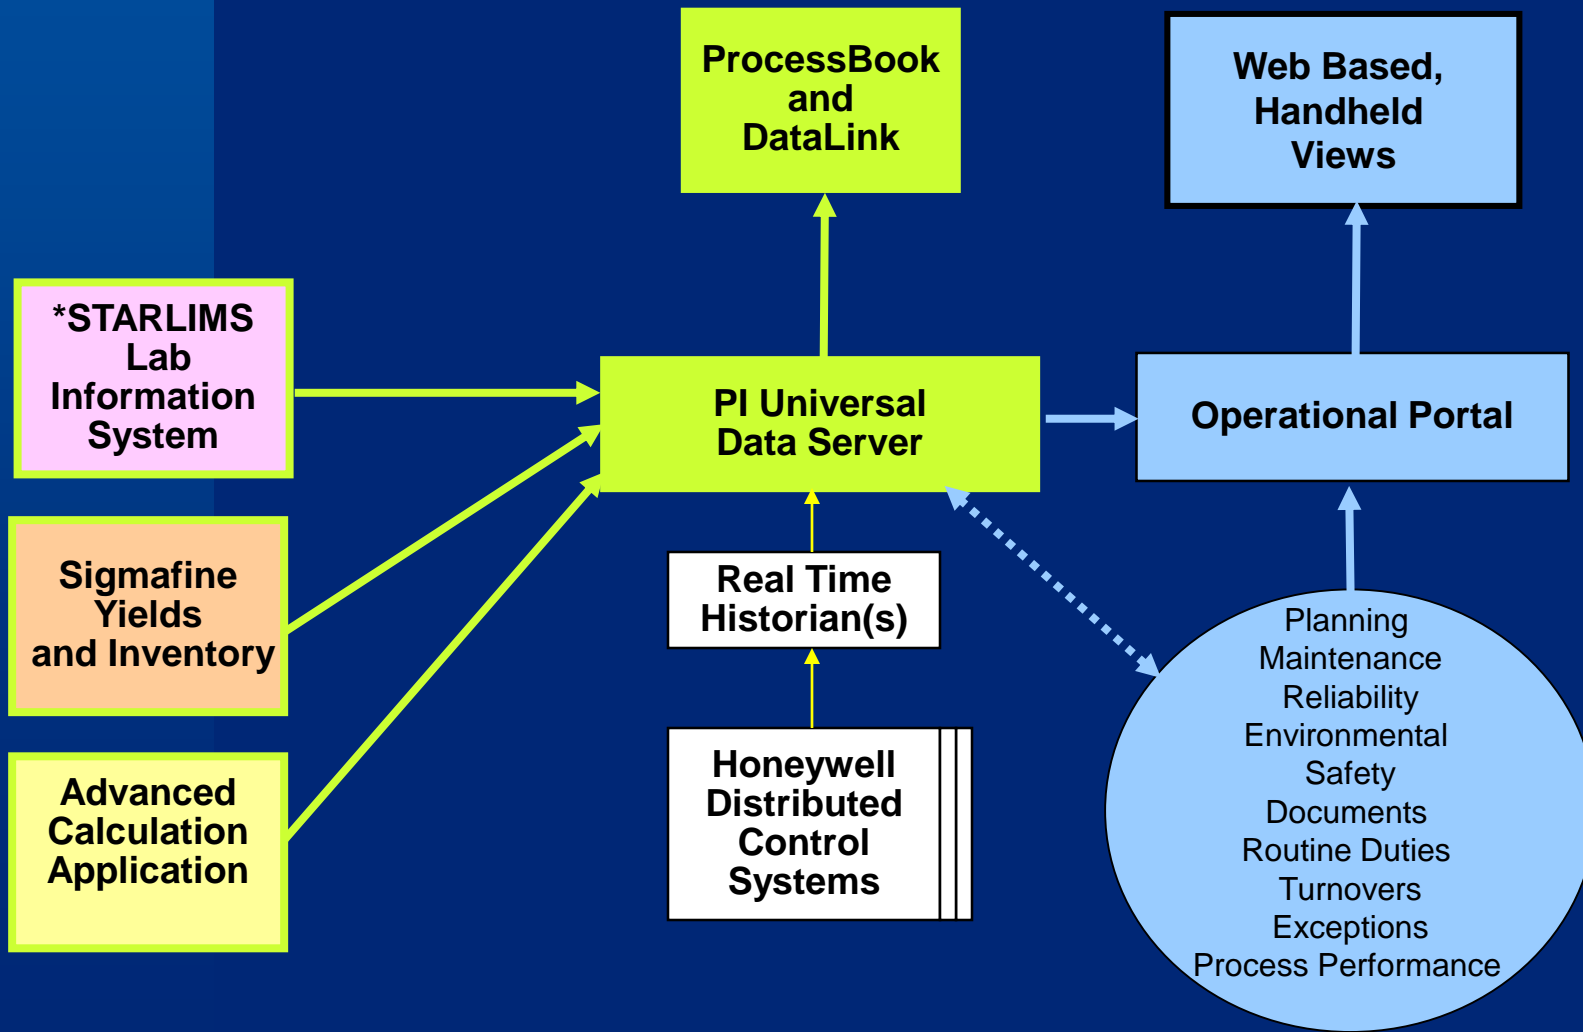 ProcessBook
and
DataLink
Web Based,
Handheld
Views
*STARLIMS
Lab
Information
System
PI Universal
Data Server
Operational Portal
Sigmafine
Yields
and Inventory
Real Time
Historian(s)
Advanced
Calculation
Application
Honeywell
Distributed
Control
Systems
Planning
Maintenance
Reliability
Environmental
Safety
Documents
Routine Duties
Turnovers
Exceptions
Process Performance